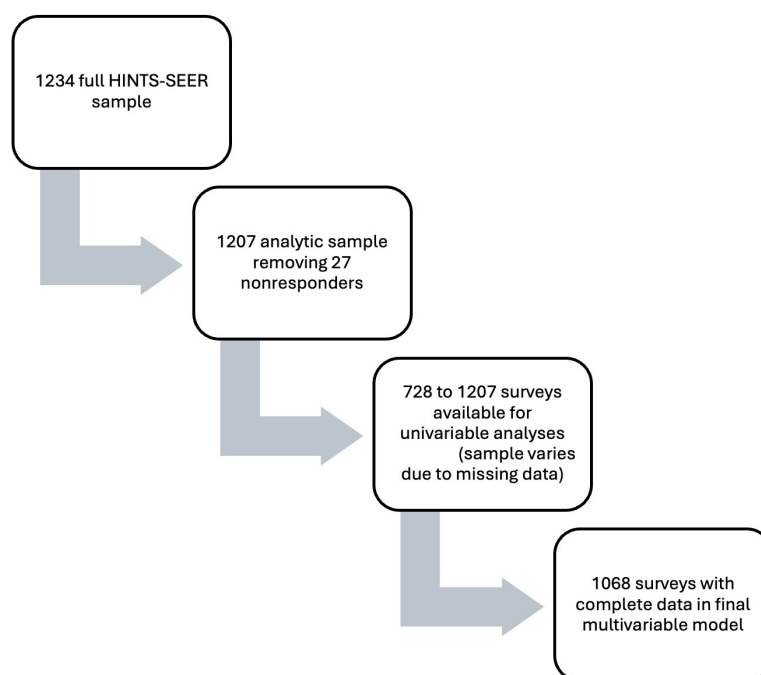 1234 full HINTS-SEER
sample
1207 analytic sample
removing 27
nonresponders
728 to 1207 surveys
available for
univariable analyses
(sample varies
due to missing data)
1068 surveys with
complete data in final
multivariable model